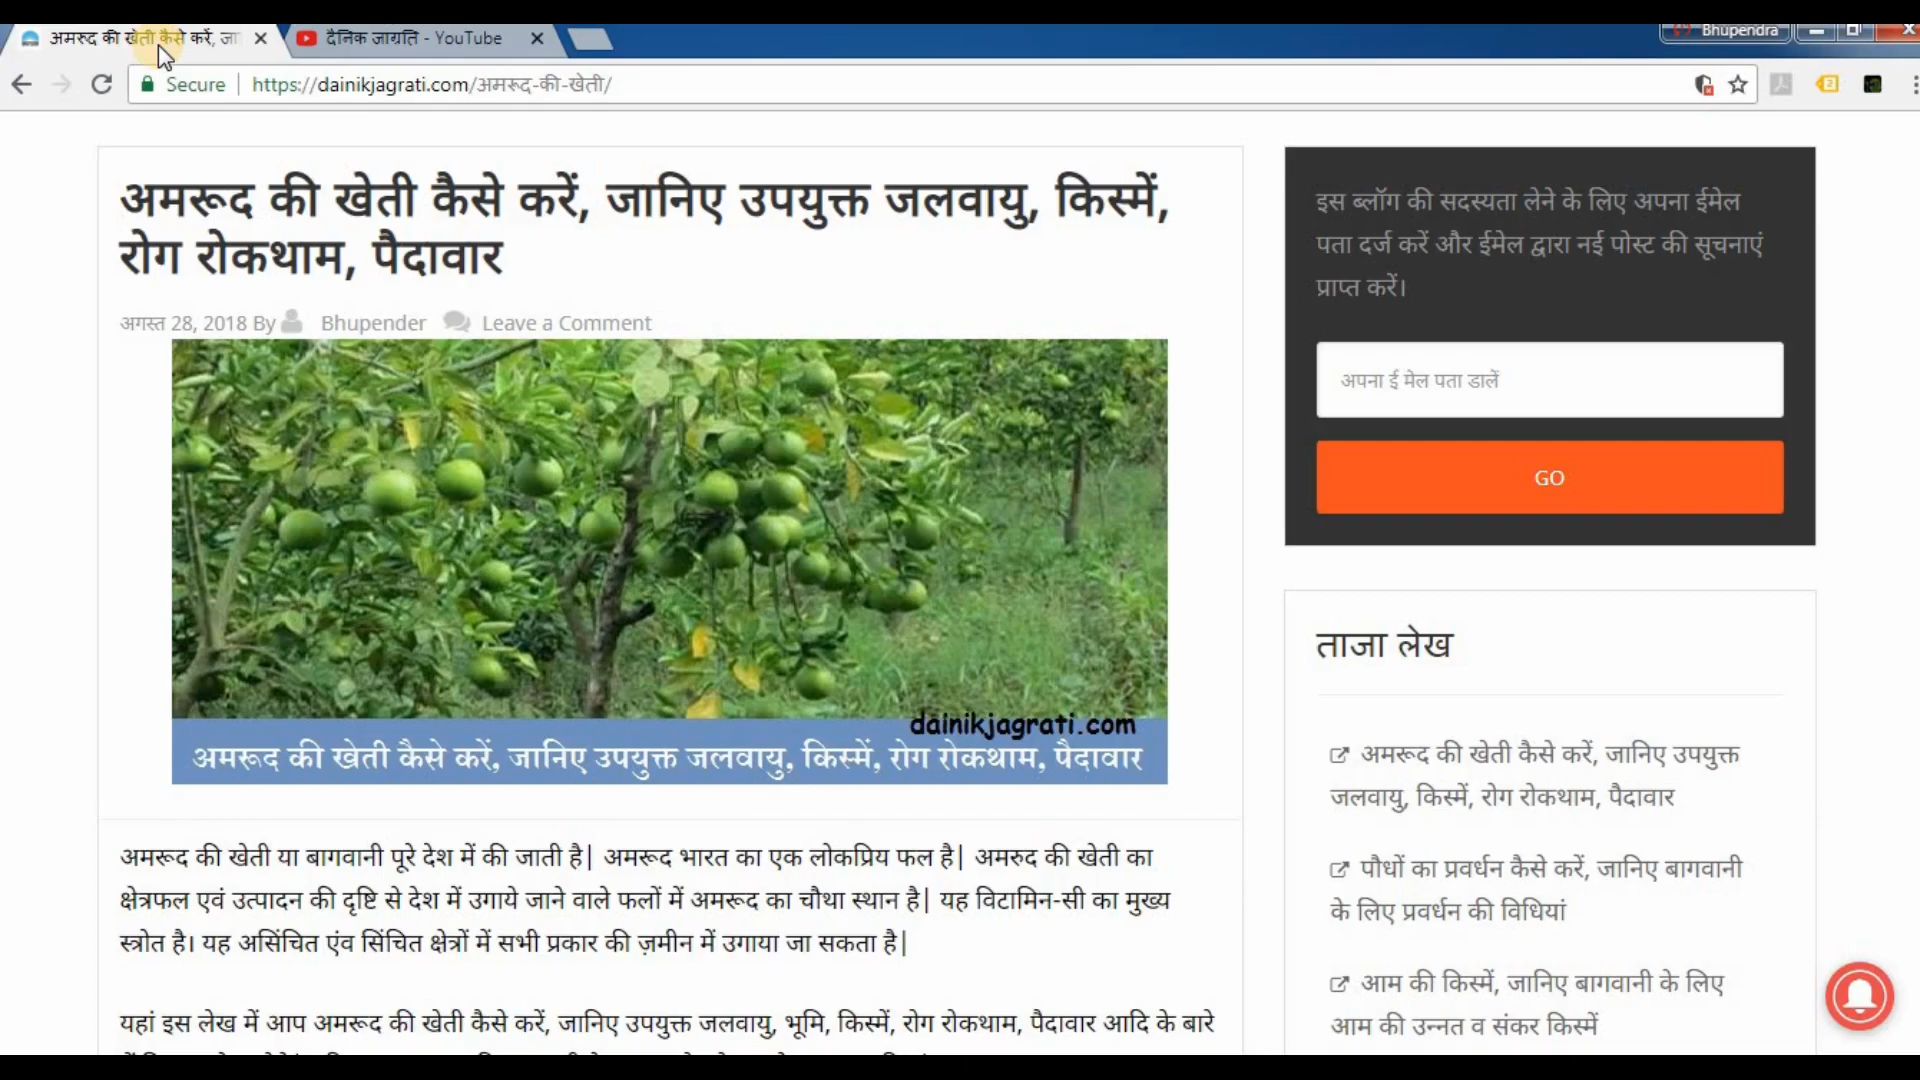 अमरूद की खेती कैसे करें, जा
दैनिक जाग्रति - YouTube
Bhupendra
Secure
https://dainikjagrati.com/अमरूद-की-खेती/
अमरूद की खेती कैसे करें, जानिए उपयुक्त जलवायु, किस्में,
रोग रोकथाम, पैदावार
अगस्त 28, 2018 By Bhupender Leave a Comment
dainikjagrati.com
अमरूद की खेती कैसे करें, जानिए उपयुक्त जलवायु, किस्में, रोग रोकथाम, पैदावार
अमरूद की खेती या बागवानी पूरे देश में की जाती है| अमरूद भारत का एक लोकप्रिय फल है| अमरुद की खेती का
क्षेत्रफल एवं उत्पादन की दृष्टि से देश में उगाये जाने वाले फलों में अमरूद का चौथा स्थान है| यह विटामिन-सी का मुख्य
स्त्रोत है। यह असिंचित एंव सिंचित क्षेत्रों में सभी प्रकार की ज़मीन में उगाया जा सकता है|
यहां इस लेख में आप अमरूद की खेती कैसे करें, जानिए उपयुक्त जलवायु, भूमि, किस्में, रोग रोकथाम, पैदावार आदि के बारे
इस ब्लॉग की सदस्यता लेने के लिए अपना ईमेल
पता दर्ज करें और ईमेल द्वारा नई पोस्ट की सूचनाएं
प्राप्त करें।
अपना ई मेल पता डालें
GO
ताजा लेख
अमरूद की खेती कैसे करें, जानिए उपयुक्त
जलवायु, किस्में, रोग रोकथाम, पैदावार
पौधों का प्रवर्धन कैसे करें, जानिए बागवानी
के लिए प्रवर्धन की विधियां
आम की किस्में, जानिए बागवानी के लिए
आम की उन्नत व संकर किस्में